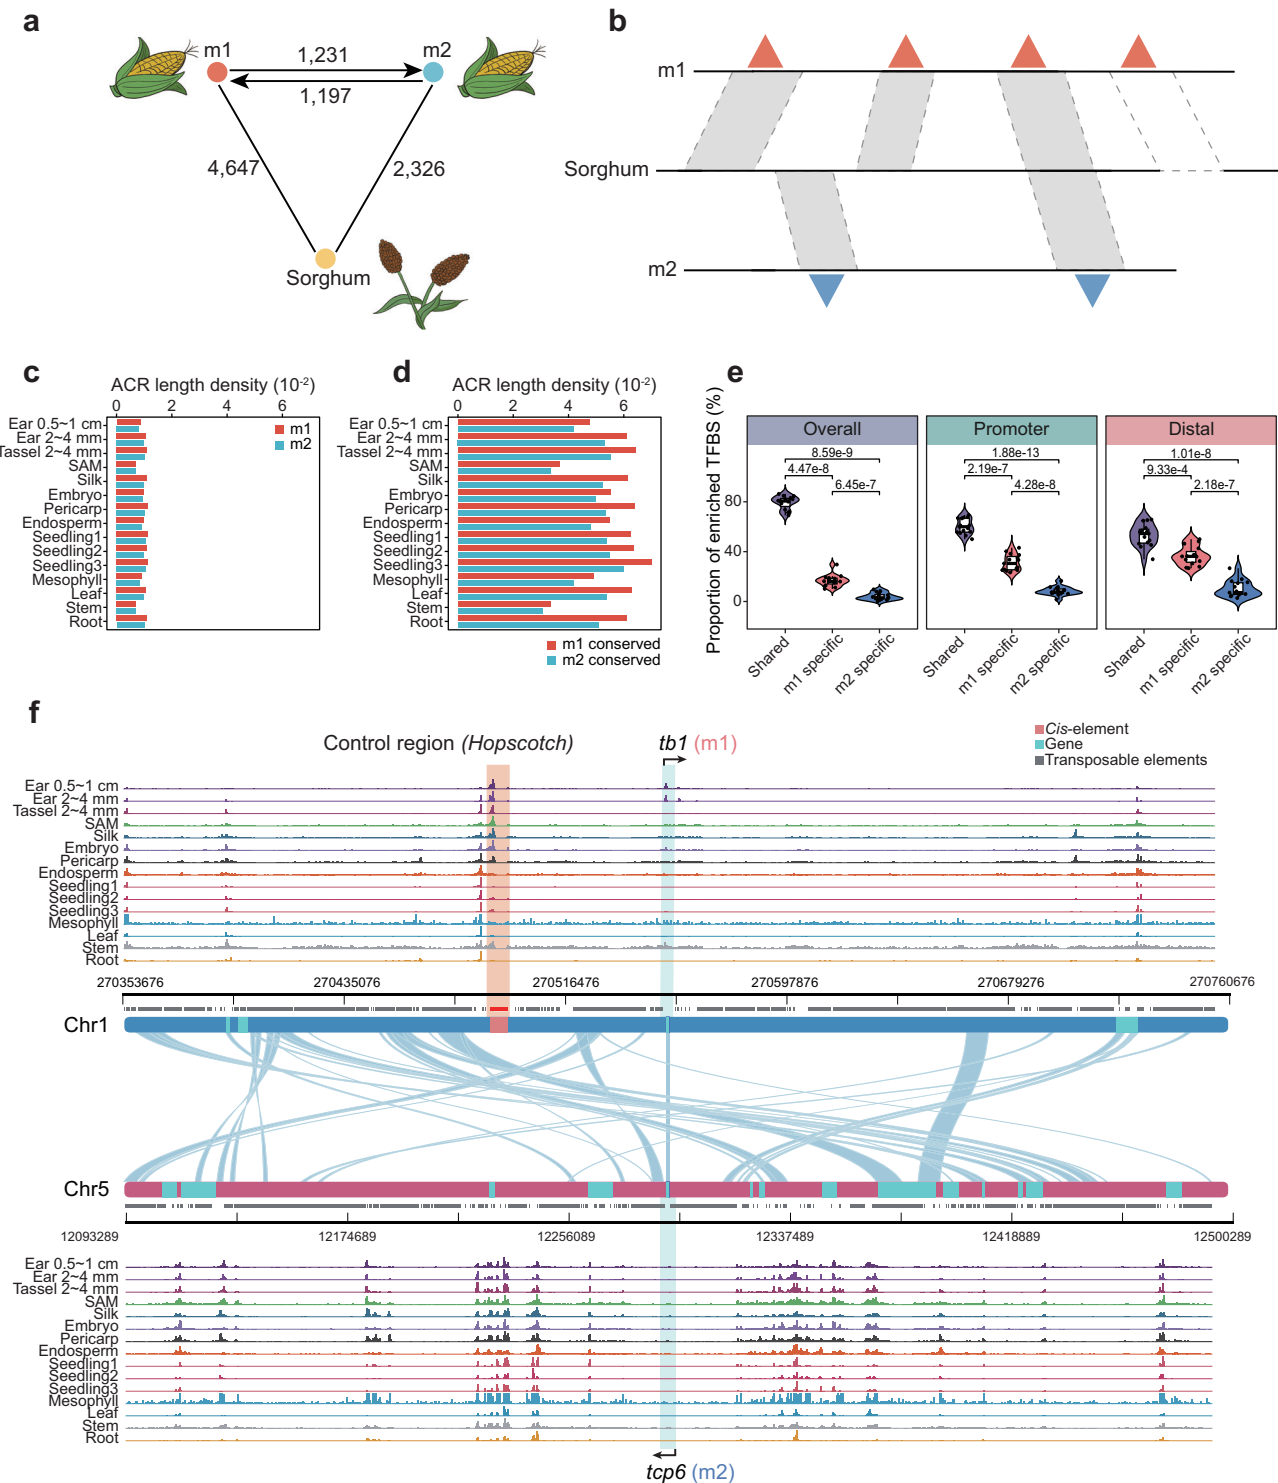 a
m1
m2
1,231
1,197
4,647
2,326
Sorghum
b
m1
Sorghum
m2
c
ACR length density (10-2)
0 2 4 6
Ear 0.5~1 cm
Ear 2~4 mm
Tassel 2~4 mm
SAM
Silk
Embryo
Pericarp
Endosperm
Seedling1
Seedling2
Seedling3
Mesophyll
Leaf
Stem
Root
m1
m2
d
ACR length density (10-2)
0 2 4 6
Ear 0.5~1 cm
Ear 2~4 mm
Tassel 2~4 mm
SAM
Silk
Embryo
Pericarp
Endosperm
Seedling1
Seedling2
Seedling3
Mesophyll
Leaf
Stem
Root
m1 conserved
m2 conserved
e
Proportion of enriched TFBS (%)
80
40
0
Overall
8.59e-9
4.47e-8
6.45e-7
Shared
m1 specific
m2 specific
Promoter
1.88e-13
2.19e-7
4.28e-8
Shared
m1 specific
m2 specific
Distal
1.01e-8
9.33e-4
2.18e-7
Shared
m1 specific
m2 specific
f
Control region (Hopscotch)
tb1 (m1)
Cis-element
Gene
Transposable elements
Ear 0.5~1 cm
Ear 2~4 mm
Tassel 2~4 mm
SAM
Silk
Embryo
Pericarp
Endosperm
Seedling1
Seedling2
Seedling3
Mesophyll
Leaf
Stem
Root
270353676 270435076 270516476 270597876 270679276 270760676
Chr1
Chr5
12093289 12174689 12256089 12337489 12418889 12500289
Ear 0.5~1 cm
Ear 2~4 mm
Tassel 2~4 mm
SAM
Silk
Embryo
Pericarp
Endosperm
Seedling1
Seedling2
Seedling3
Mesophyll
Leaf
Stem
Root
tcp6 (m2)